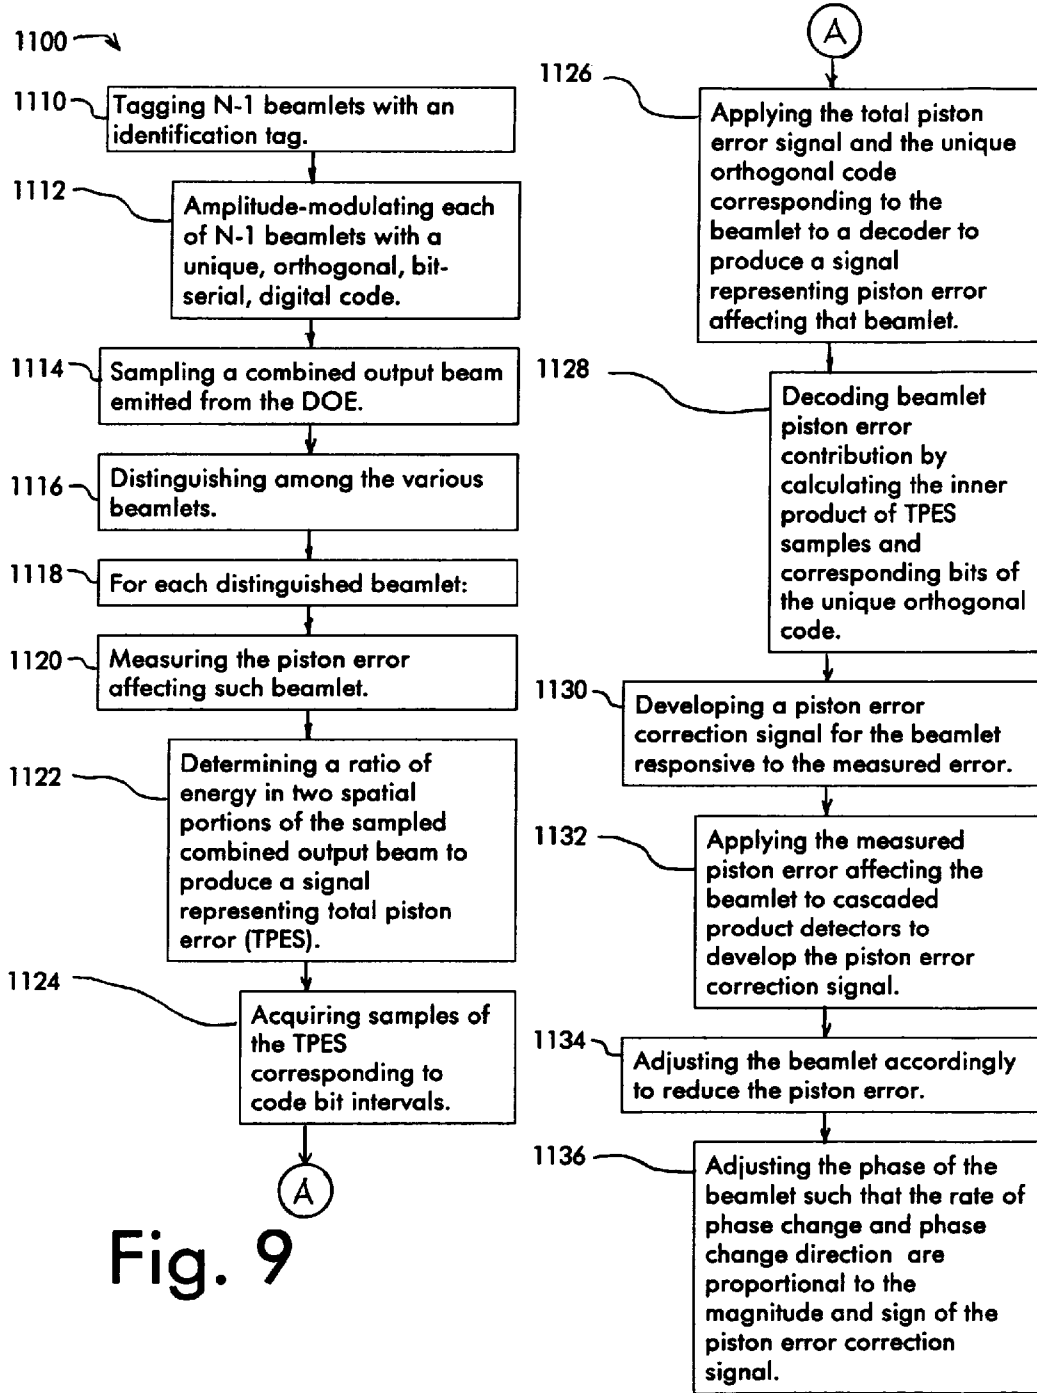 1100
1110
Tagging N-1 beamlets with an
identification tag.
1112
Amplitude-modulating each
of N-1 beamlets with a
unique, orthogonal, bit-
serial, digital code.
1114
Sampling a combined output beam
emitted from the DOE.
1116
Distinguishing among the various
beamlets.
1118
For each distinguished beamlet:
1120
Measuring the piston error
affecting such beamlet.
1122
Determining a ratio of
energy in two spatial
portions of the sampled
combined output beam to
produce a signal
representing total piston
error (TPES).
1124
Acquiring samples of
the TPES
corresponding to
code bit intervals.
A
Fig. 9
A
1126
Applying the total piston
error signal and the unique
orthogonal code
corresponding to the
beamlet to a decoder to
produce a signal
representing piston error
affecting that beamlet.
1128
Decoding beamlet
piston error
contribution by
calculating the inner
product of TPES
samples and
corresponding bits of
the unique orthogonal
code.
1130
Developing a piston error
correction signal for the beamlet
responsive to the measured error.
1132
Applying the measured
piston error affecting the
beamlet to cascaded
product detectors to
develop the piston error
correction signal.
1134
Adjusting the beamlet accordingly
to reduce the piston error.
1136
Adjusting the phase of the
beamlet such that the rate of
phase change and phase
change direction are
proportional to the
magnitude and sign of the
piston error correction
signal.